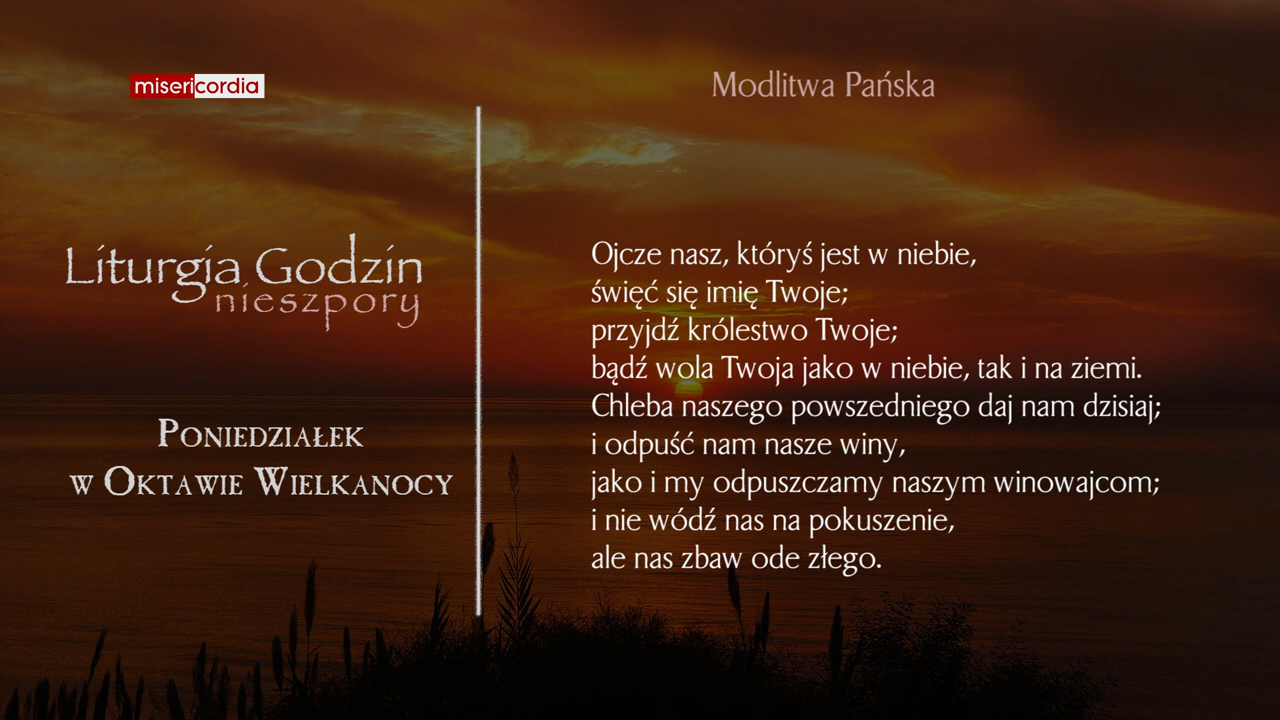 misericordia
Liturgia Godzin
nieszpory
Poniedziałek
w Oktawie Wielkanocy
Modlitwa Pańska
Ojcze nasz, któryś jest w niebie,
święć się imię Twoje;
przyjdź królestwo Twoje;
bądź wola Twoja jako w niebie, tak i na ziemi.
Chleba naszego powszedniego daj nam dzisiaj;
i odpuść nam nasze winy,
jako i my odpuszczamy naszym winowajcom;
i nie wódź nas na pokuszenie,
ale nas zbaw ode złego.